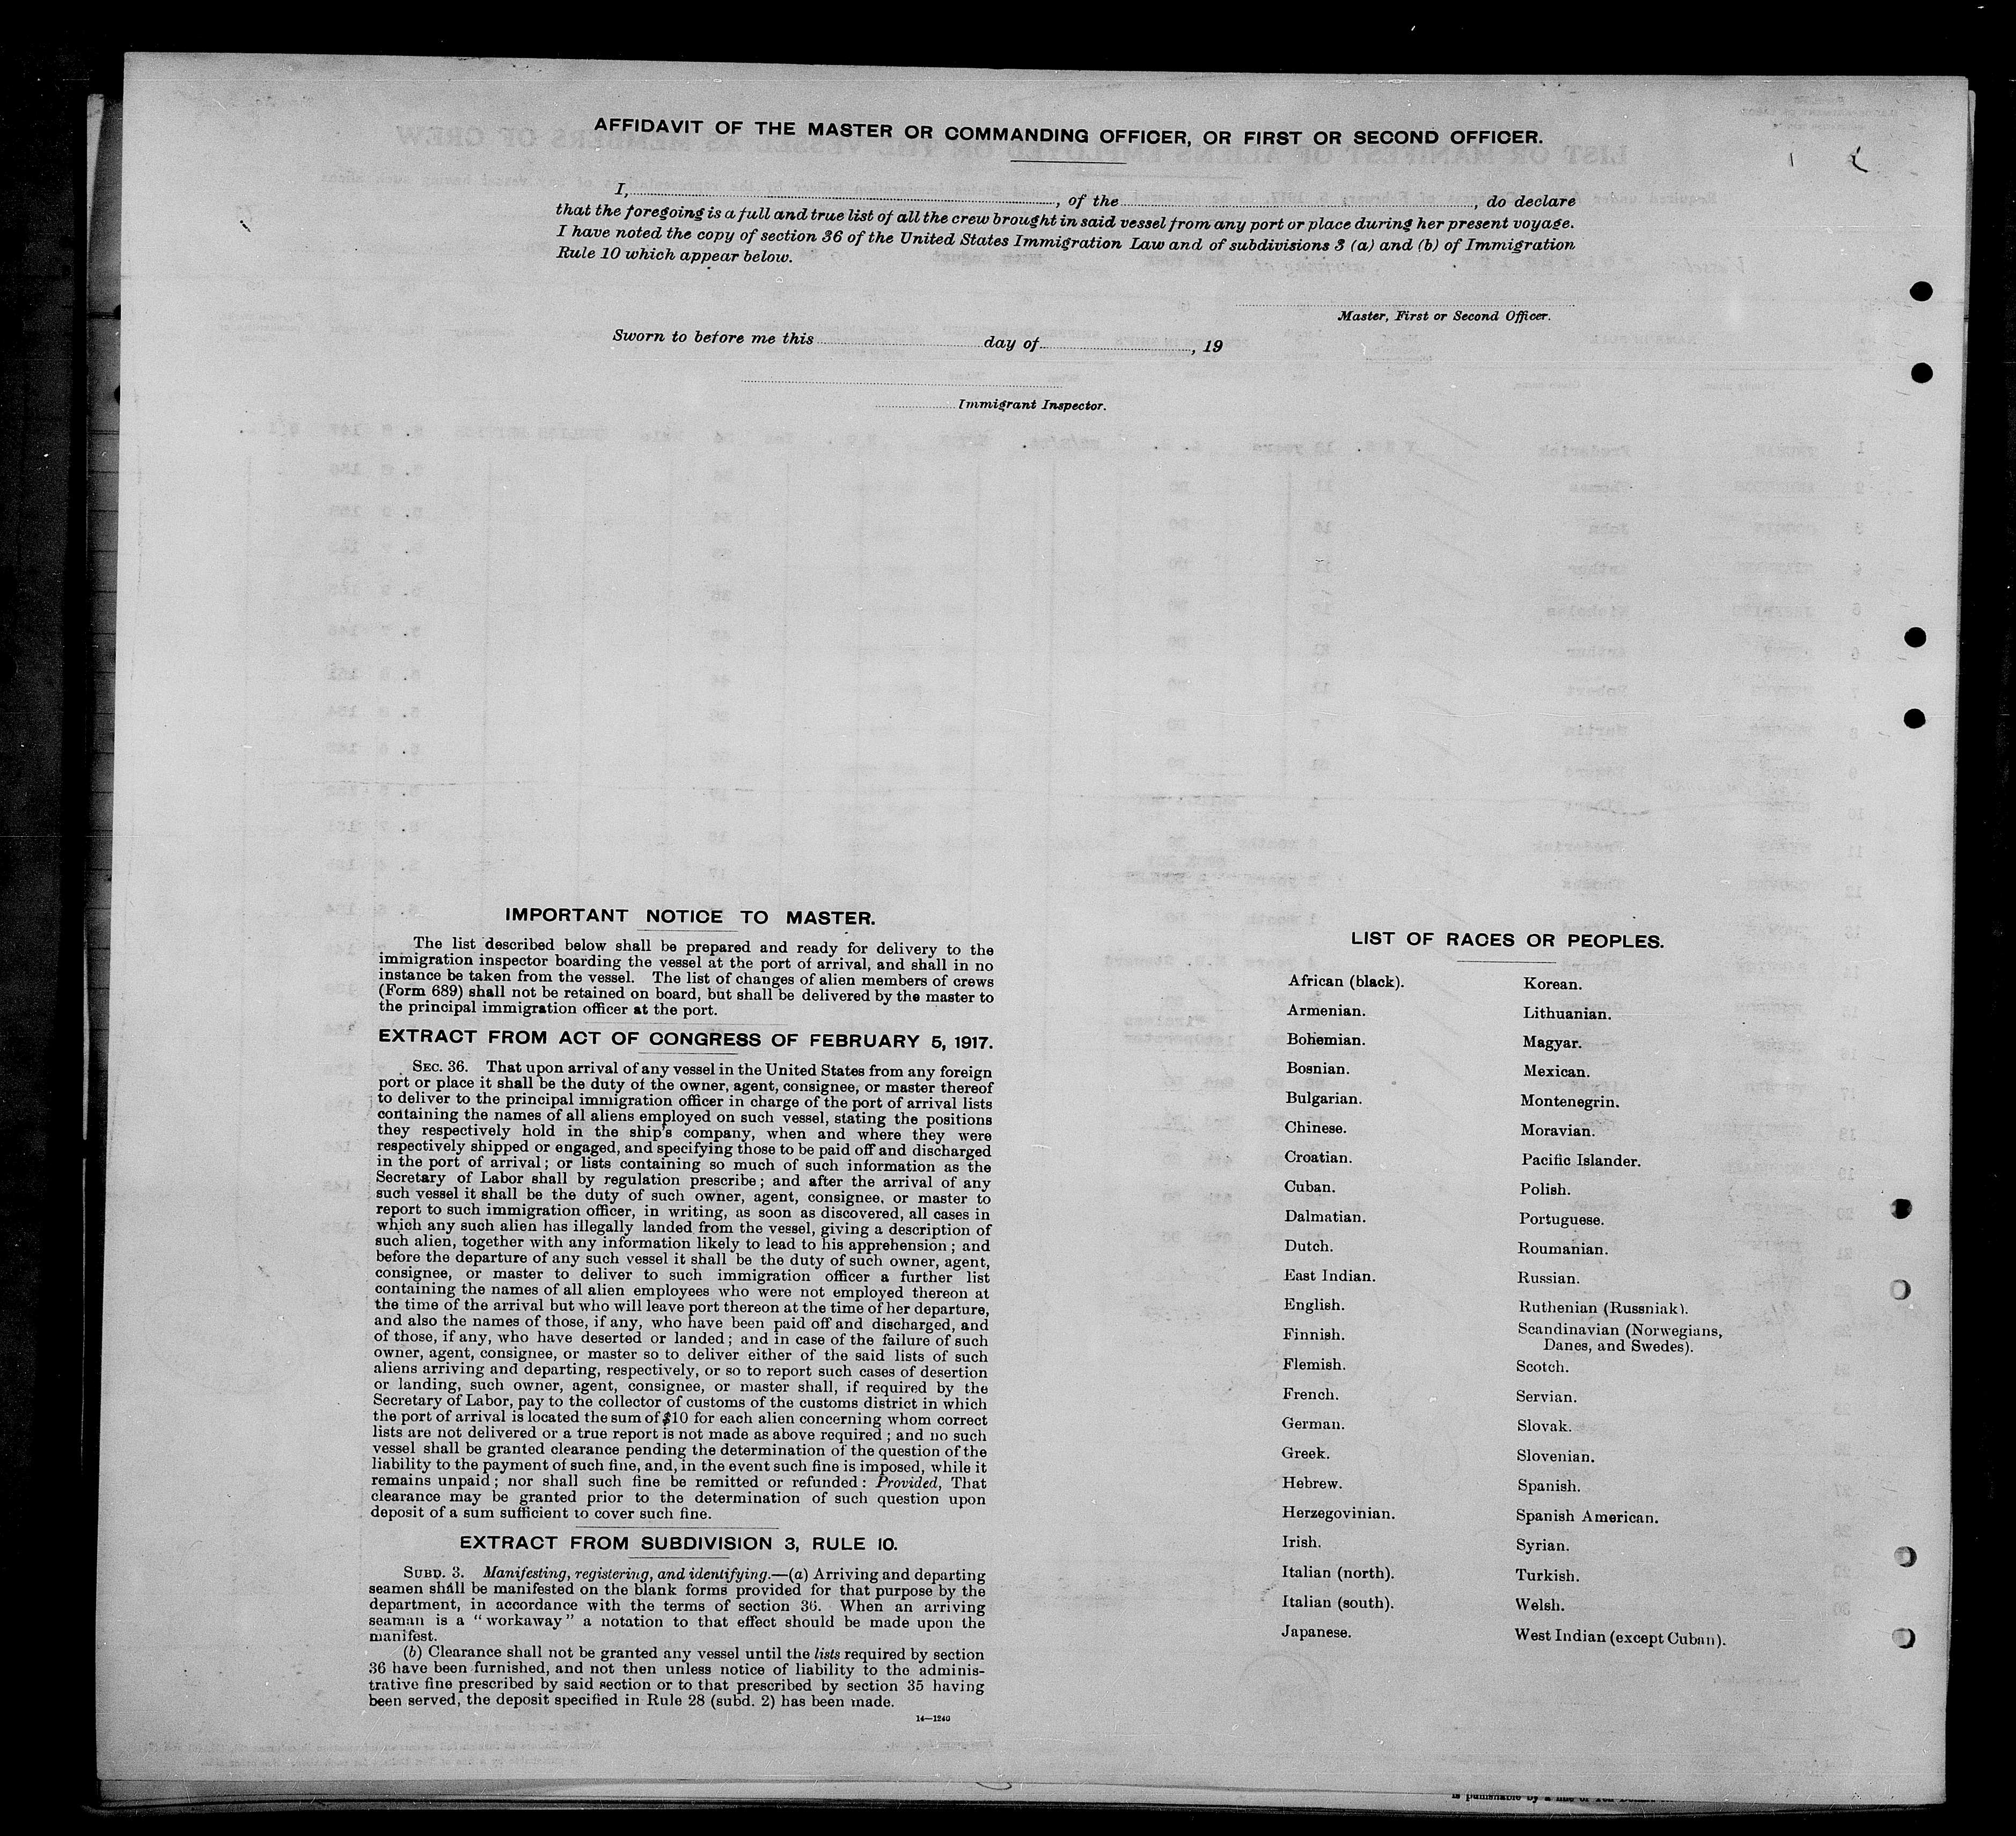 AFFIDAVIT OF THE MASTER OR COMMANDING OFFICER, OR FIRST OR SECOND OFFICER.
I, , of the , do declare
that the foregoing is a full and true list of all the crew brought in said vessel from any port or place during her present voyage.
I have noted the copy of section 36 of the United States Immigration Law and of subdivisions 3 (a) and (b) of Immigration
Rule 10 which appear below.
Master, First or Second Officer.
Sworn to before me this day of , 19
Immigrant Inspector.
IMPORTANT NOTICE TO MASTER.
The list described below shall be prepared and ready for delivery to the
immigration inspector boarding the vessel at the port of arrival, and shall in no
instance be taken from the vessel. The list of changes of alien members of crews
(Form 689) shall not be retained on board, but shall be delivered by the master to
the principal immigration officer at the port.
EXTRACT FROM ACT OF CONGRESS OF FEBRUARY 5, 1917.
SEC. 36. That upon arrival of any vessel in the United States from any foreign
port or place it shall be the duty of the owner, agent, consignee, or master thereof
to deliver to the principal immigration officer in charge of the port of arrival lists
containing the names of all aliens employed on such vessel, stating the positions
they respectively hold in the ship's company, when and where they were
respectively shipped or engaged, and specifying those to be paid off and discharged
in the port of arrival; or lists containing so much of such information as the
Secretary of Labor shall by regulation prescribe; and after the arrival of any
such vessel it shall be the duty of such owner, agent, consignee, or master to
report to such immigration officer, in writing, as soon as discovered, all cases in
which any such alien has illegally landed from the vessel, giving a description of
such alien, together with any information likely to lead to his apprehension; and
before the departure of any such vessel it shall be the duty of such owner, agent,
consignee, or master to deliver to such immigration officer a further list
containing the names of all alien employees who were not employed thereon at
the time of the arrival but who will leave port thereon at the time of her departure,
and also the names of those, if any, who have been paid off and discharged, and
of those, if any, who have deserted or landed; and in case of the failure of such
owner, agent, consignee, or master so to deliver either of the said lists of such
aliens arriving and departing, respectively, or so to report such cases of desertion
or landing, such owner, agent, consignee, or master shall, if required by the
Secretary of Labor, pay to the collector of customs of the customs district in which
the port of arrival is located the sum of $10 for each alien concerning whom correct
lists are not delivered or a true report is not made as above required; and no such
vessel shall be granted clearance pending the determination of the question of the
liability to the payment of such fine, and, in the event such fine is imposed, while it
remains unpaid; nor shall such fine be remitted or refunded: Provided, That
clearance may be granted prior to the determination of such question upon
deposit of a sum sufficient to cover such fine.
EXTRACT FROM SUBDIVISION 3, RULE 10.
SUBD. 3. Manifesting, registering, and identifying.—(a) Arriving and departing
seamen shall be manifested on the blank forms provided for that purpose by the
department, in accordance with the terms of section 36. When an arriving
seaman is a "workaway" a notation to that effect should be made upon the
manifest.
(b) Clearance shall not be granted any vessel until the lists required by section
36 have been furnished, and not then unless notice of liability to the adminis-
trative fine prescribed by said section or to that prescribed by section 35 having
been served, the deposit specified in Rule 28 (subd. 2) has been made.
14—1240
LIST OF RACES OR PEOPLES.
African (black).
Armenian.
Bohemian.
Bosnian.
Bulgarian.
Chinese.
Croatian.
Cuban.
Dalmatian.
Dutch.
East Indian.
English.
Finnish.
Flemish.
French.
German.
Greek.
Hebrew.
Herzegovinian.
Irish.
Italian (north).
Italian (south).
Japanese.
Korean.
Lithuanian.
Magyar.
Mexican.
Montenegrin.
Moravian.
Pacific Islander.
Polish.
Portuguese.
Roumanian.
Russian.
Ruthenian (Russniak).
Scandinavian (Norwegians,
Danes, and Swedes).
Scotch.
Servian.
Slovak.
Slovenian.
Spanish.
Spanish American.
Syrian.
Turkish.
Welsh.
West Indian (except Cuban).